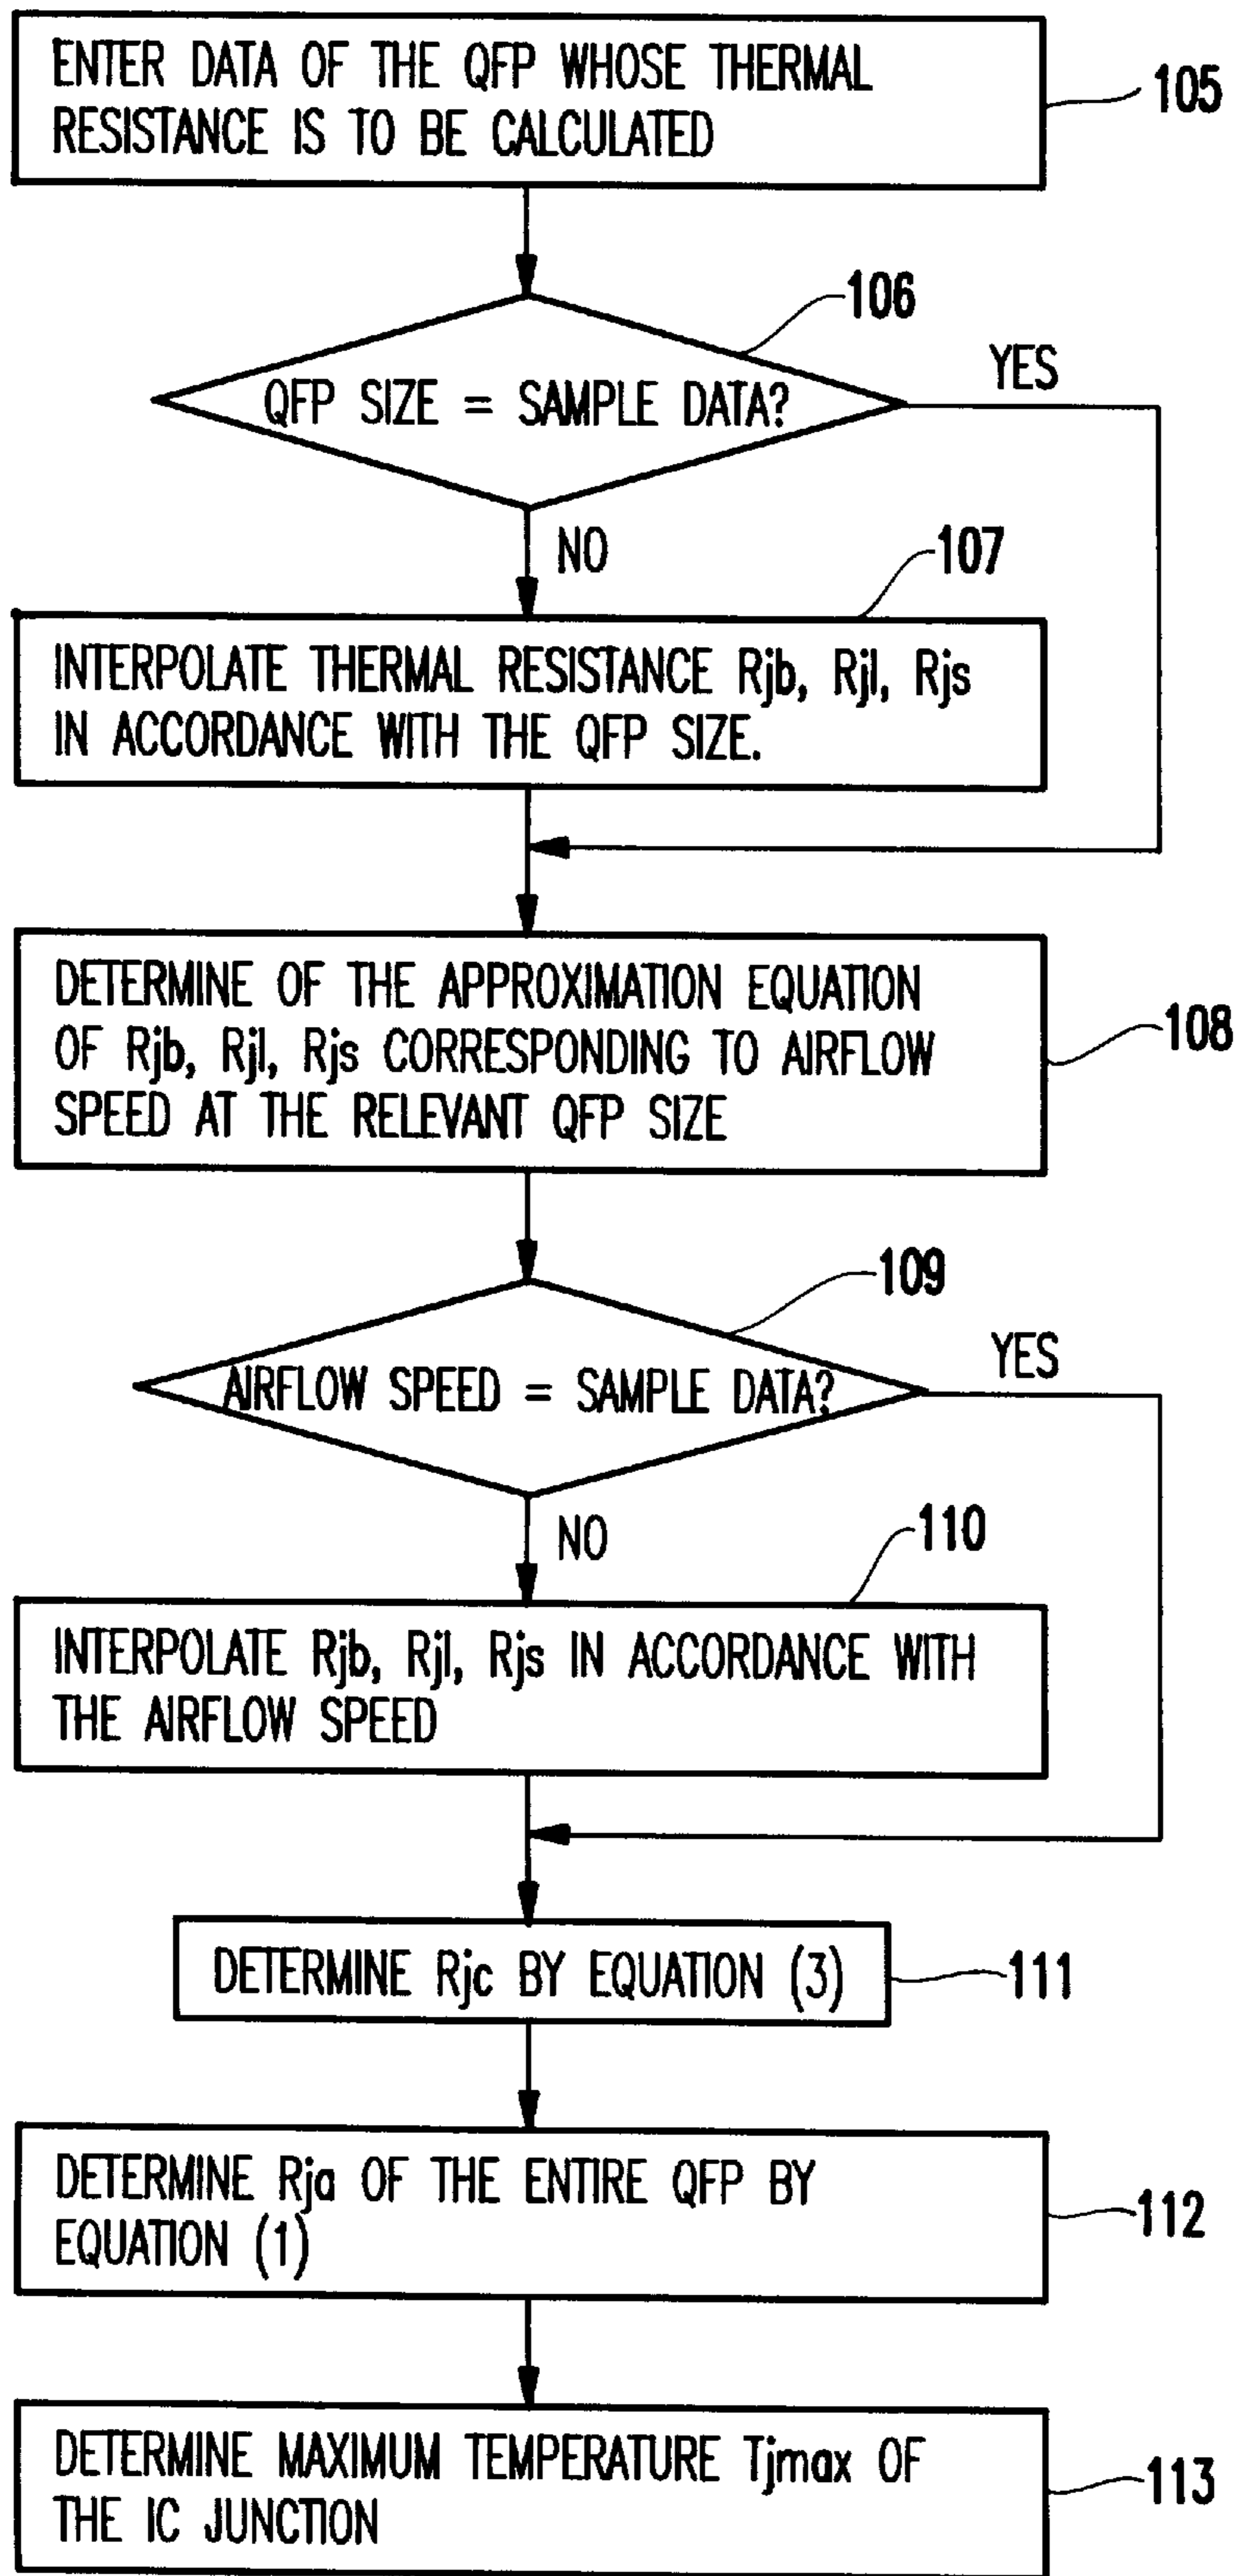 ENTER DATA OF THE QFP WHOSE THERMAL
RESISTANCE IS TO BE CALCULATED
105
106
QFP SIZE = SAMPLE DATA?
YES
NO
107
INTERPOLATE THERMAL RESISTANCE Rjb, Rjl, Rjs
IN ACCORDANCE WITH THE QFP SIZE.
DETERMINE OF THE APPROXIMATION EQUATION
OF Rjb, Rjl, Rjs CORRESPONDING TO AIRFLOW
SPEED AT THE RELEVANT QFP SIZE
108
109
AIRFLOW SPEED = SAMPLE DATA?
YES
NO
110
INTERPOLATE Rjb, Rjl, Rjs IN ACCORDANCE WITH
THE AIRFLOW SPEED
DETERMINE Rjc BY EQUATION (3)
111
DETERMINE Rja OF THE ENTIRE QFP BY
EQUATION (1)
112
DETERMINE MAXIMUM TEMPERATURE Tjmax OF
THE IC JUNCTION
113